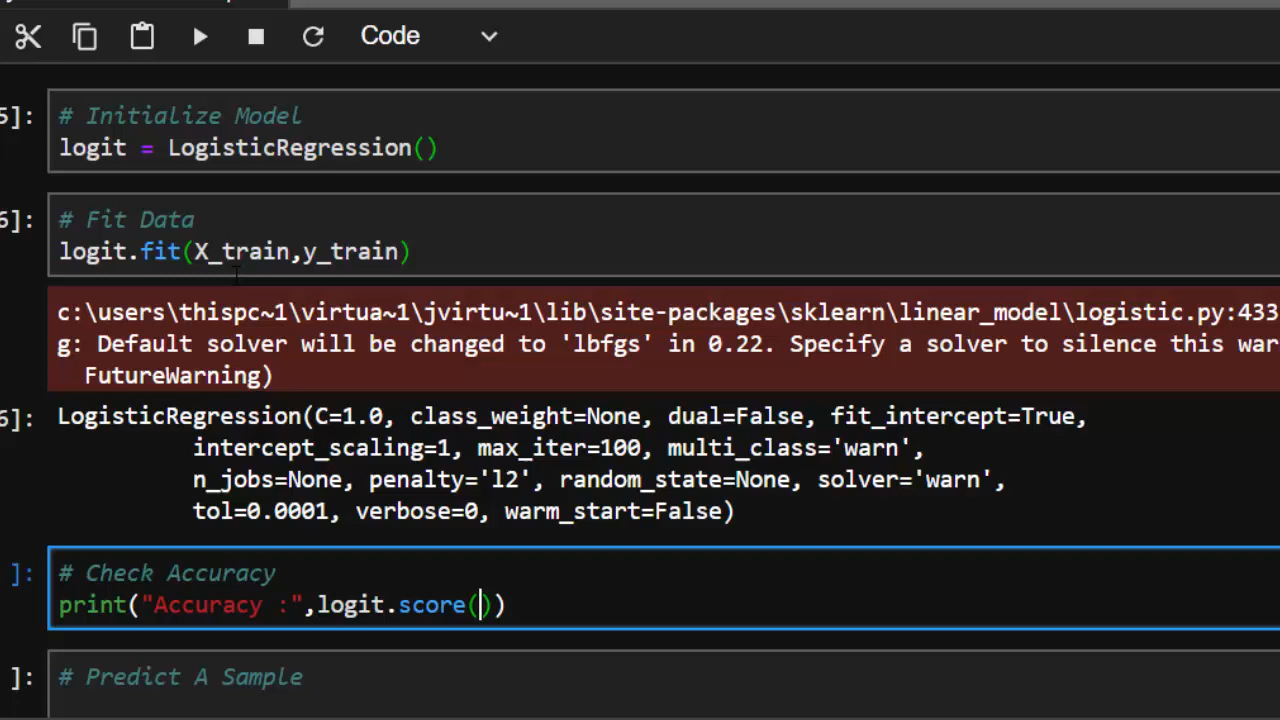 Code
5]: # Initialize Model
logit = LogisticRegression()
6]: # Fit Data
logit.fit(X_train,y_train)
c:\users\thispc~1\virtua~1\jvirtu~1\lib\site-packages\sklearn\linear_model\logistic.py:433
g: Default solver will be changed to 'lbfgs' in 0.22. Specify a solver to silence this war
FutureWarning)
6]: LogisticRegression(C=1.0, class_weight=None, dual=False, fit_intercept=True,
intercept_scaling=1, max_iter=100, multi_class='warn',
n_jobs=None, penalty='l2', random_state=None, solver='warn',
tol=0.0001, verbose=0, warm_start=False)
]: # Check Accuracy
print("Accuracy :",logit.score())
]: # Predict A Sample